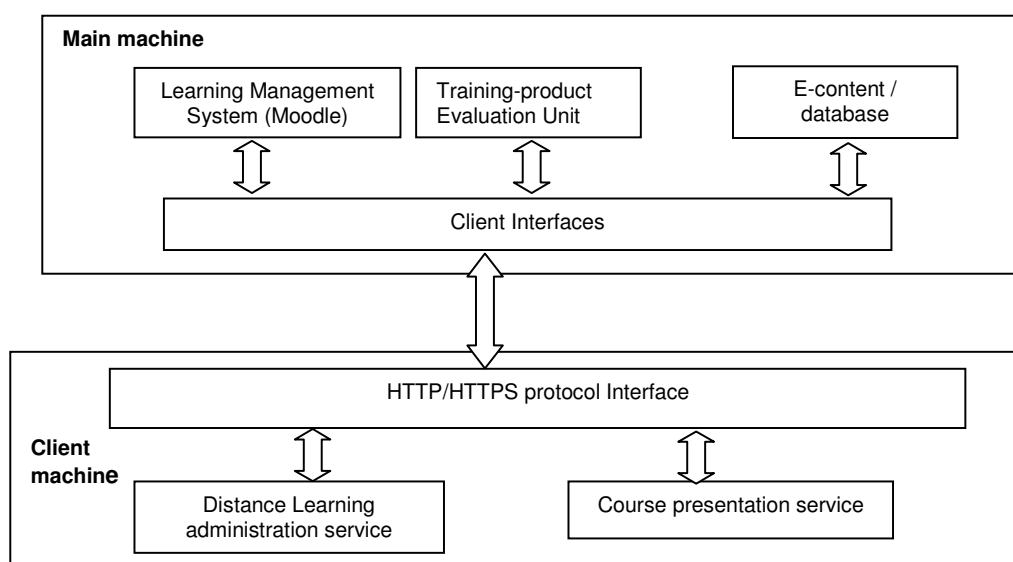 Main machine
Learning Management
System (Moodle)
Training-product
Evaluation Unit
E-content /
database
Client Interfaces
HTTP/HTTPS protocol Interface
Client
machine
Distance Learning
administration service
Course presentation service